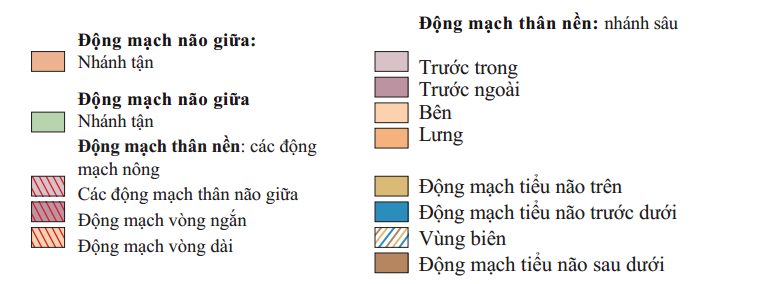 Động mạch não giữa:
Nhánh tận
Động mạch não giữa
Nhánh tận
Động mạch thân nền: các động
mạch nông
Các động mạch thân não giữa
Động mạch vòng ngắn
Động mạch vòng dài
Động mạch thân nền: nhánh sâu
Trước trong
Trước ngoài
Bên
Lưng
Động mạch tiểu não trên
Động mạch tiểu não trước dưới
Vùng biên
Động mạch tiểu não sau dưới